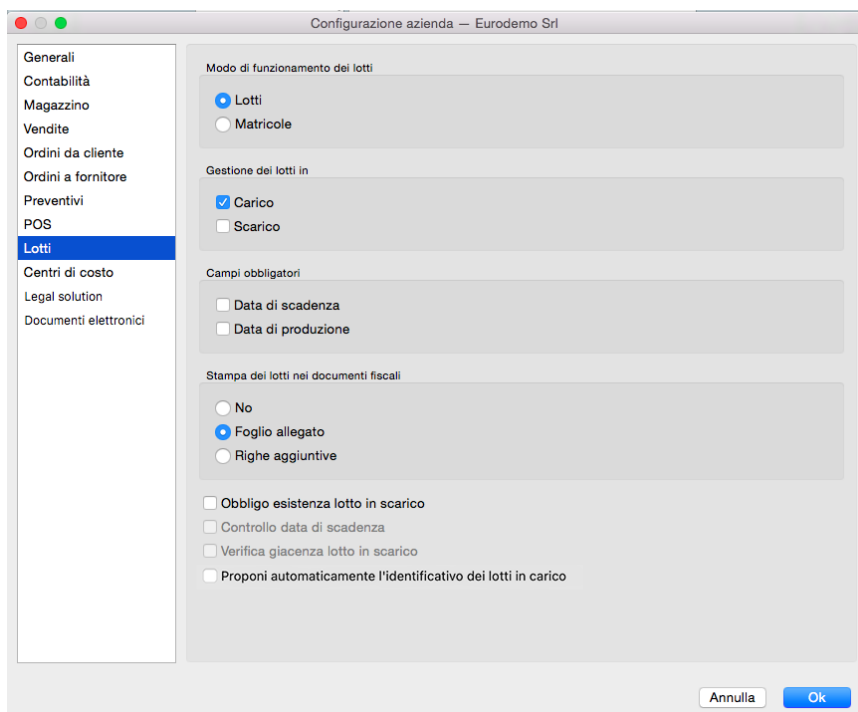 Configurazione azienda — Eurodemo Srl
Generali
Contabilità
Magazzino
Vendite
Ordini da cliente
Ordini a fornitore
Preventivi
POS
Lotti
Centri di costo
Legal solution
Documenti elettronici
Modo di funzionamento dei lotti
Lotti
Matricole
Gestione dei lotti in
Carico
Scarico
Campi obbligatori
Data di scadenza
Data di produzione
Stampa dei lotti nei documenti fiscali
No
Foglio allegato
Righe aggiuntive
Obbligo esistenza lotto in scarico
Controllo data di scadenza
Verifica giacenza lotto in scarico
Proponi automaticamente l'identificativo dei lotti in carico
Annulla
Ok